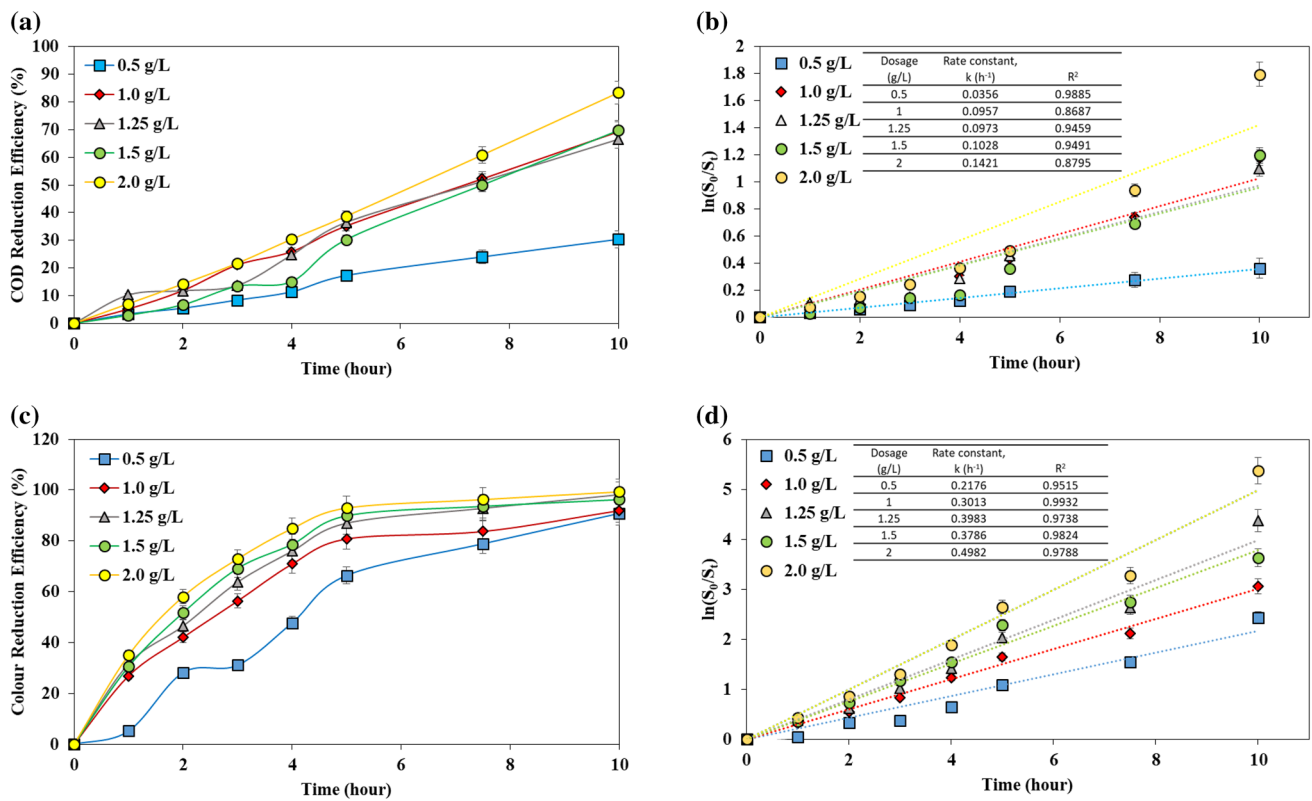 (a)
100
90
80
70
60
50
40
30
20
10
0
COD Reduction Efficiency (%)
0.5 g/L
1.0 g/L
1.25 g/L
1.5 g/L
2.0 g/L
0 2 4 6 8 10
Time (hour)
(b)
2
1.8
1.6
1.4
1.2
1
0.8
0.6
0.4
0.2
0
ln(S0/St)
0.5 g/L
1.0 g/L
1.25 g/L
1.5 g/L
2.0 g/L
Dosage Rate constant,
(g/L) k (h-1) R2
0.5 0.0356 0.9885
1 0.0957 0.8687
1.25 0.0973 0.9459
1.5 0.1028 0.9491
2 0.1421 0.8795
0 2 4 6 8 10
Time (hour)
(c)
120
100
80
60
40
20
0
Colour Reduction Efficiency (%)
0.5 g/L
1.0 g/L
1.25 g/L
1.5 g/L
2.0 g/L
0 2 4 6 8 10
Time (hour)
(d)
6
5
4
3
2
1
0
ln(S0/St)
0.5 g/L
1.0 g/L
1.25 g/L
1.5 g/L
2.0 g/L
Dosage Rate constant,
(g/L) k (h-1) R2
0.5 0.2176 0.9515
1 0.3013 0.9932
1.25 0.3983 0.9738
1.5 0.3786 0.9824
2 0.4982 0.9788
0 2 4 6 8 10
Time (hour)